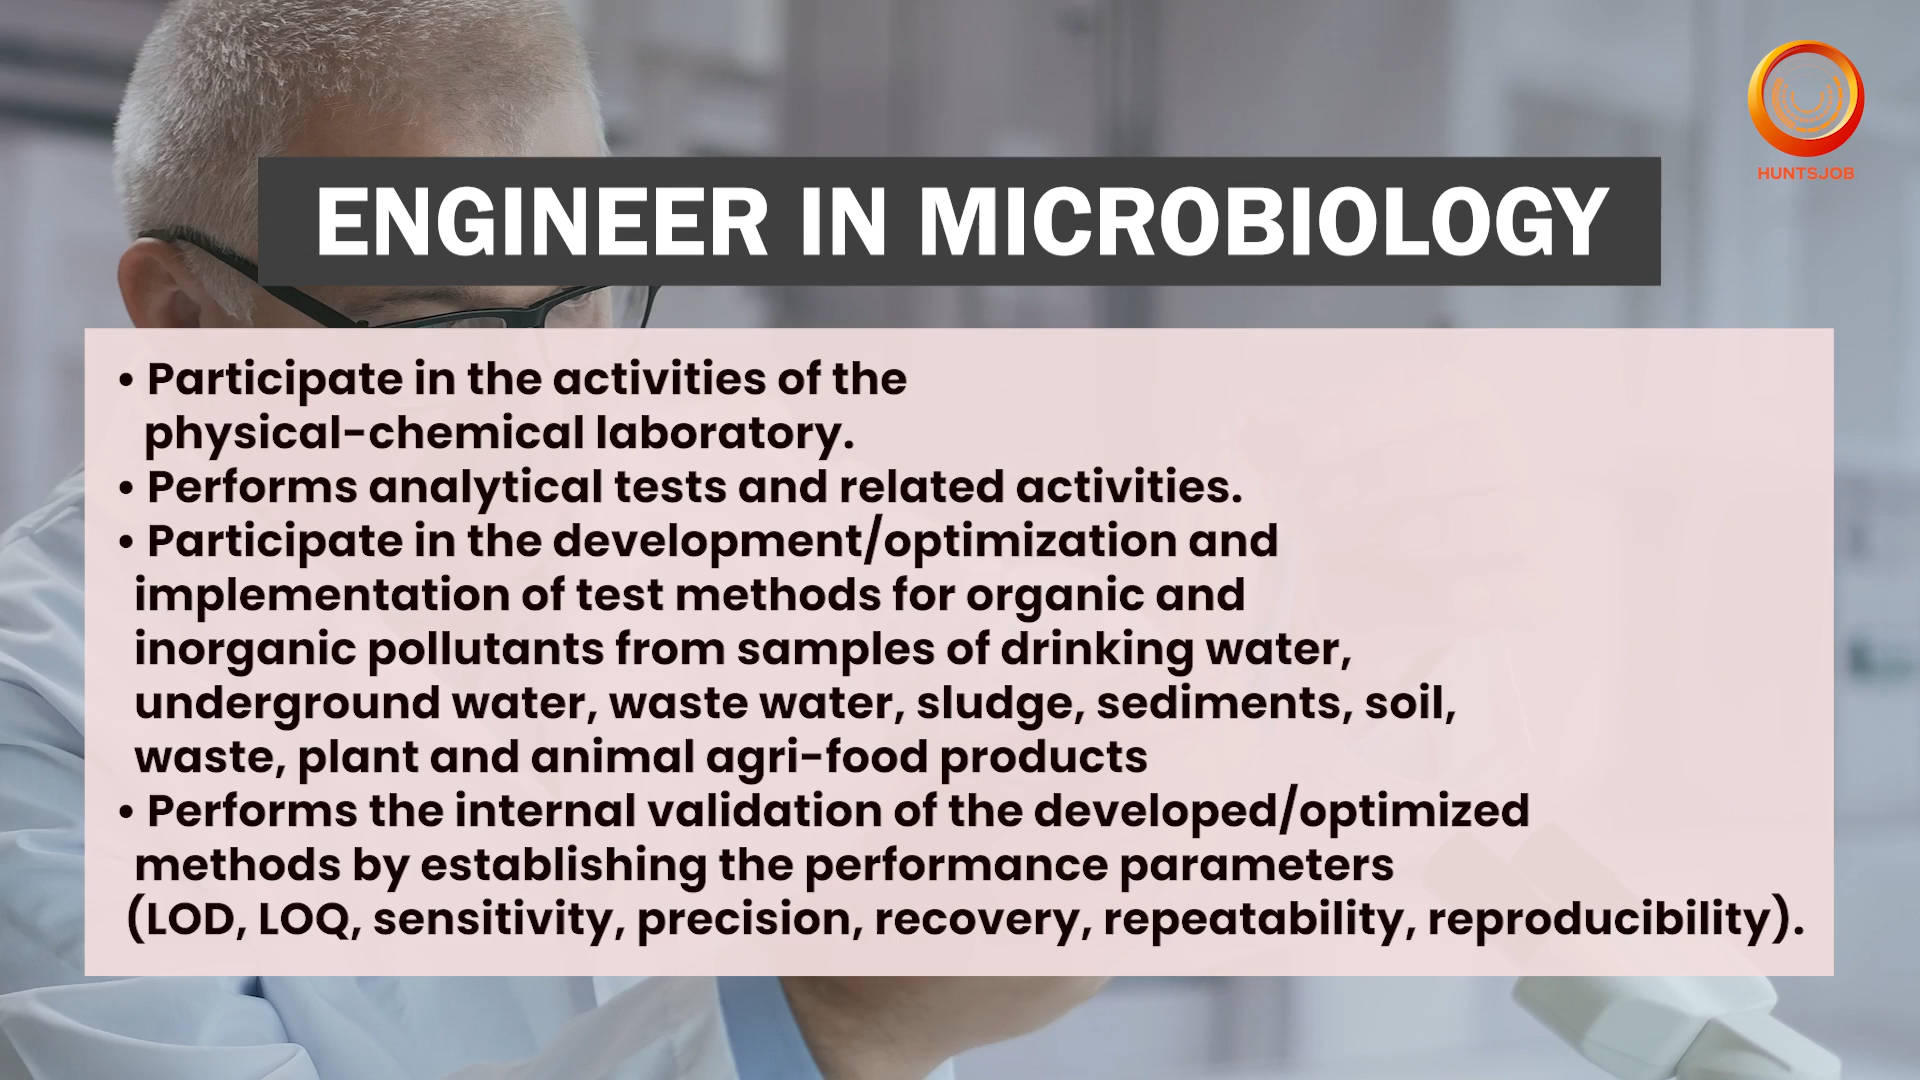 HUNTSJOB
ENGINEER IN MICROBIOLOGY
• Participate in the activities of the
physical-chemical laboratory.
• Performs analytical tests and related activities.
• Participate in the development/optimization and
implementation of test methods for organic and
inorganic pollutants from samples of drinking water,
underground water, waste water, sludge, sediments, soil,
waste, plant and animal agri-food products
• Performs the internal validation of the developed/optimized
methods by establishing the performance parameters
(LOD, LOQ, sensitivity, precision, recovery, repeatability, reproducibility).